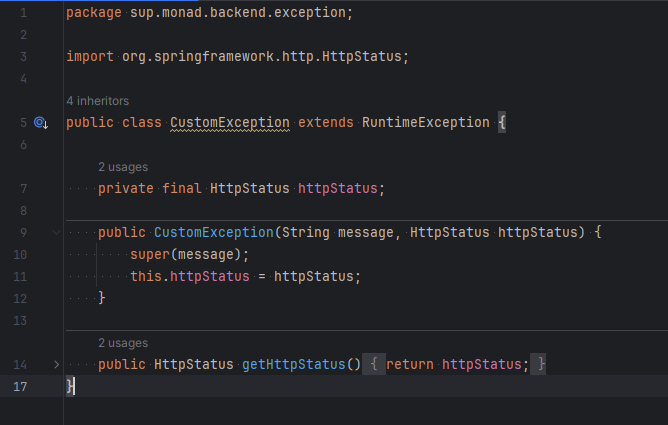 1 package sup.monad.backend.exception;
2
3 import org.springframework.http.HttpStatus;
4
4 inheritors
5 public class CustomException extends RuntimeException {
6
2 usages
7 private final HttpStatus httpStatus;
8
9 public CustomException(String message, HttpStatus httpStatus) {
10 super(message);
11 this.httpStatus = httpStatus;
12 }
13
2 usages
14 public HttpStatus getHttpStatus() { return httpStatus; }
17 }